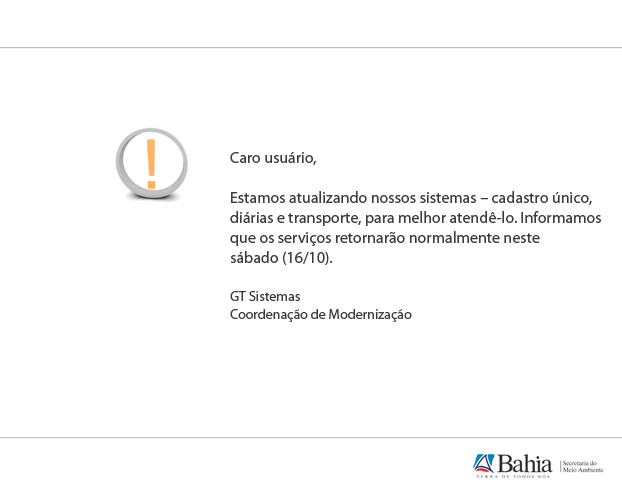 Caro usuário,
Estamos atualizando nossos sistemas – cadastro único,
diárias e transporte, para melhor atendê-lo. Informamos
que os serviços retornarão normalmente neste
sábado (16/10).
GT Sistemas
Coordenação de Modernização
Bahia
TERRA DE TODOS NÓS
Secretaria do
Meio Ambiente